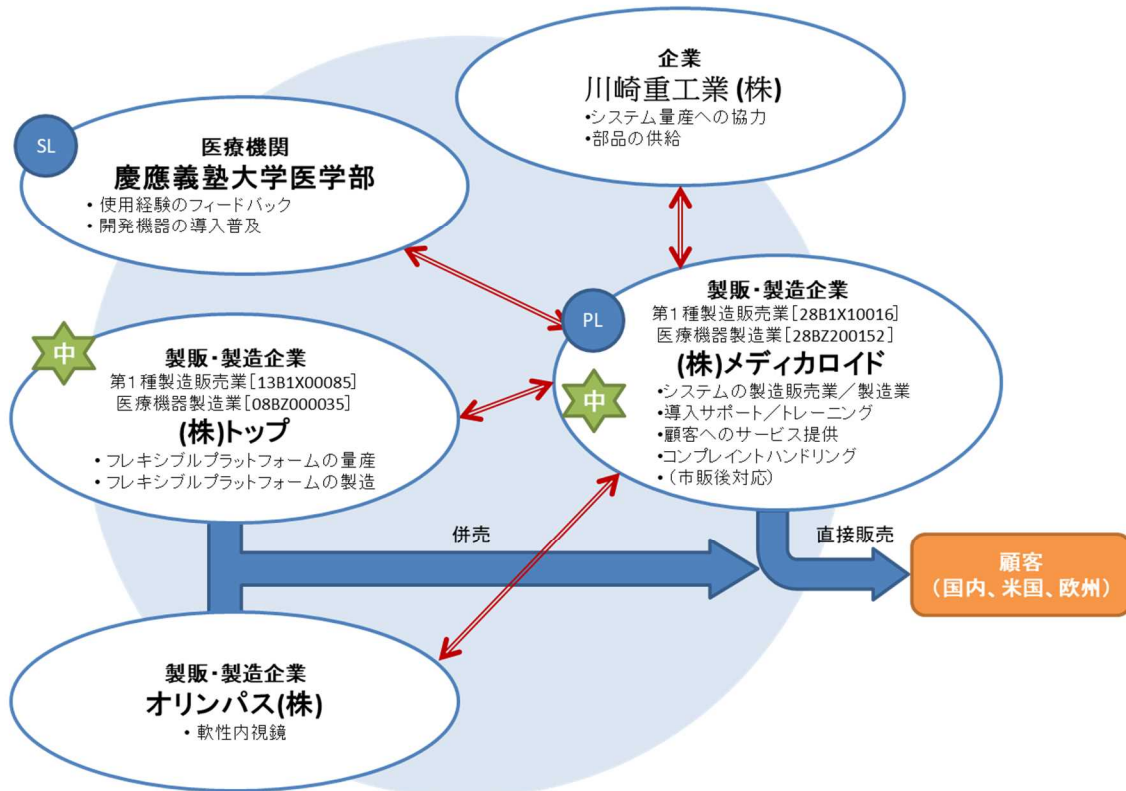 企業
川崎重工業(株)
•システム量産への協力
•部品の供給
SL
医療機関
慶應義塾大学医学部
• 使用経験のフィードバック
• 開発機器の導入普及
PL
製販・製造企業
第1種製造販売業[28B1X10016]
医療機器製造業[28BZ200152]
(株)メディカロイド
中
•システムの製造販売業／製造業
•導入サポート／トレーニング
•顧客へのサービス提供
•コンプレイントハンドリング
•（市販後対応）
中
製販・製造企業
第1種製造販売業[13B1X00085]
医療機器製造業[08BZ000035]
(株)トップ
• フレキシブルプラットフォームの量産
• フレキシブルプラットフォームの製造
併売
直接販売
顧客
（国内、米国、欧州）
製販・製造企業
オリンパス(株)
• 軟性内視鏡